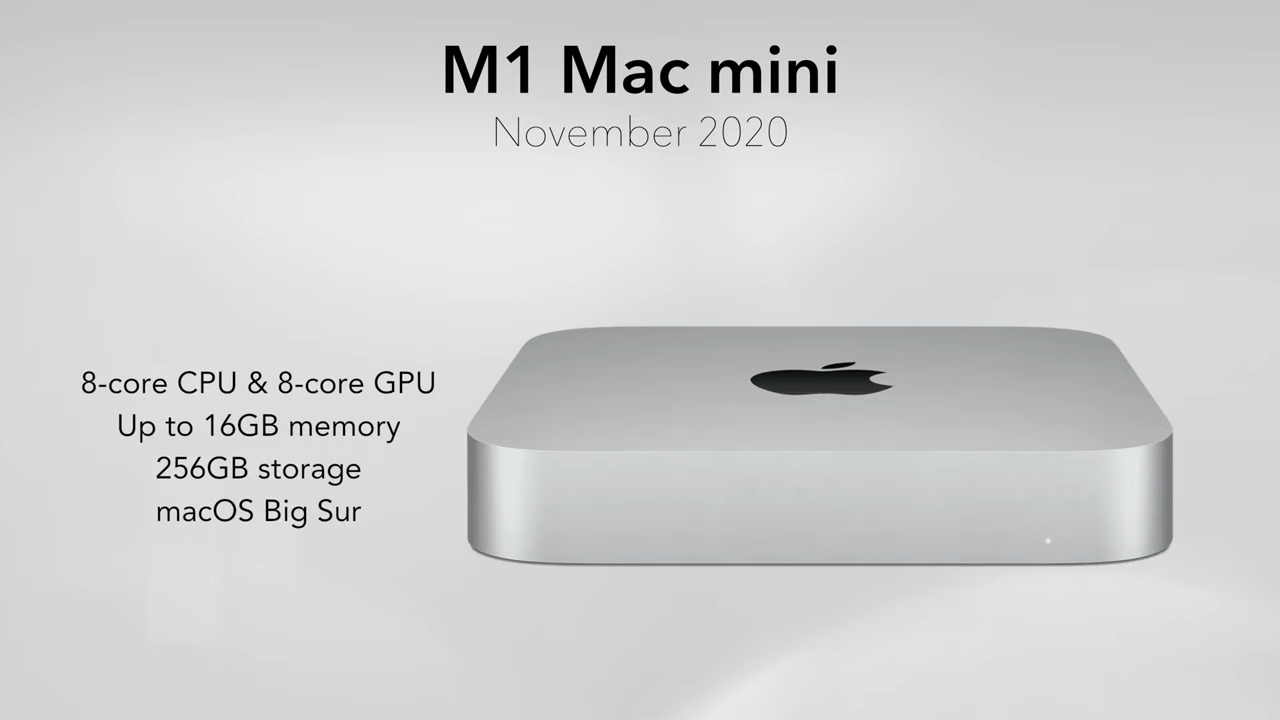 M1 Mac mini
November 2020
8-core CPU & 8-core GPU
Up to 16GB memory
256GB storage
macOS Big Sur